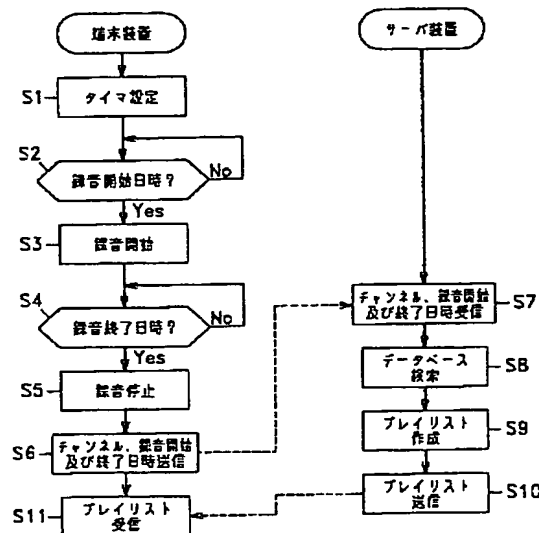 端末装置
サーバ装置
S1
タイマ設定
S2
録音開始日時？
No
Yes
S3
録音開始
S4
録音終了日時？
No
Yes
S5
録音停止
S6
チャンネル、録音開始
及び終了日時送信
S11
プレイリスト
受信
チャンネル、録音開始
及び終了日時受信
S7
データベース
検索
S8
プレイリスト
作成
S9
プレイリスト
送信
S10